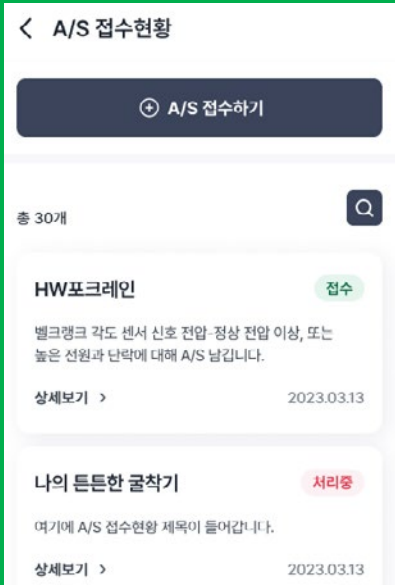 A/S 접수현황
A/S 접수하기
총 30개
HW포크레인
접수
벨크랭크 각도 센서 신호 전압-정상 전압 이상, 또는
높은 전원과 단락에 대해 A/S 남깁니다.
상세보기
2023.03.13
나의 든든한 굴착기
처리중
여기에 A/S 접수현황 제목이 들어갑니다.
상세보기
2023.03.13